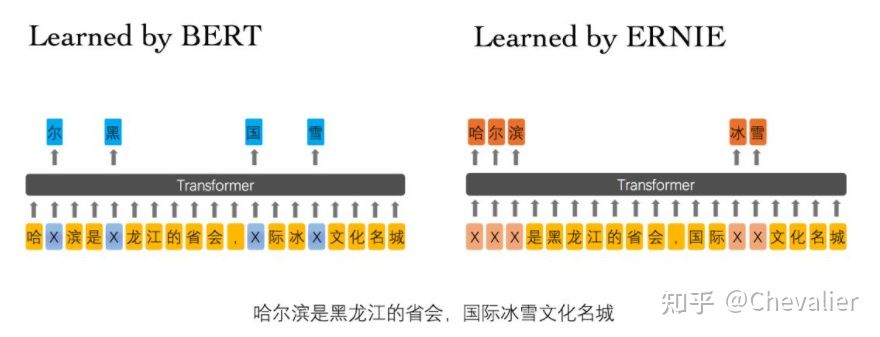 Learned by BERT
尔 黑 国 雪
Transformer
哈 X 滨 是 X 龙 江 的 省 会 , X 际 冰 X 文 化 名 城
Learned by ERNIE
哈 尔 滨 冰 雪
Transformer
X X X 是 黑 龙 江 的 省 会 , 国 际 X X 文 化 名 城
哈尔滨是黑龙江的省会，国际冰雪文化名城
知乎 @Chevalier